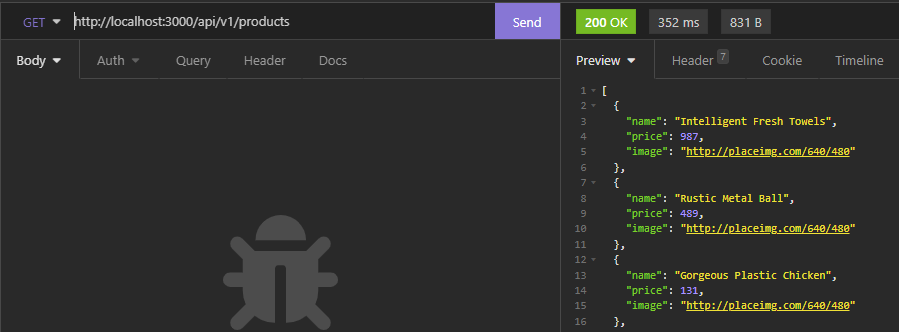 GET http://localhost:3000/api/v1/products Send 200 OK 352 ms 831 B
Body Auth Query Header Docs Preview Header 7 Cookie Timeline
1 [
2 {
3 "name": "Intelligent Fresh Towels",
4 "price": 987,
5 "image": "http://placeimg.com/640/480"
6 },
7 {
8 "name": "Rustic Metal Ball",
9 "price": 489,
10 "image": "http://placeimg.com/640/480"
11 },
12 {
13 "name": "Gorgeous Plastic Chicken",
14 "price": 131,
15 "image": "http://placeimg.com/640/480"
16 },